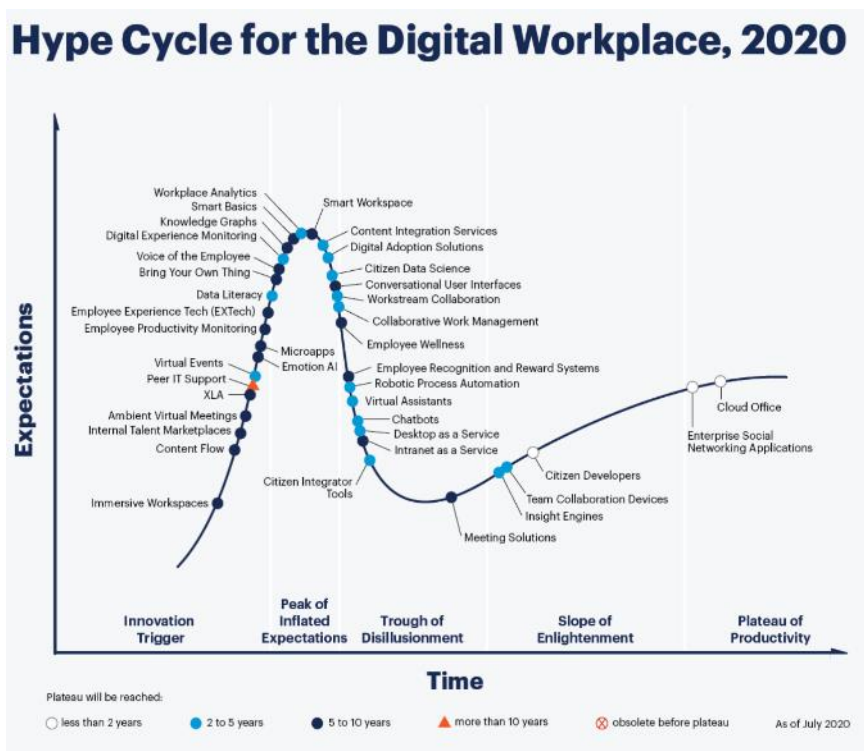 Hype Cycle for the Digital Workplace, 2020
Expectations
Workplace Analytics
Smart Basics
Knowledge Graphs
Digital Experience Monitoring
Voice of the Employee
Bring Your Own Thing
Data Literacy
Employee Experience Tech (EXTech)
Employee Productivity Monitoring
Microapps
Emotion AI
Virtual Events
Peer IT Support
XLA
Ambient Virtual Meetings
Internal Talent Marketplaces
Content Flow
Immersive Workspaces
Smart Workspace
Content Integration Services
Digital Adoption Solutions
Citizen Data Science
Conversational User Interfaces
Workstream Collaboration
Collaborative Work Management
Employee Wellness
Employee Recognition and Reward Systems
Robotic Process Automation
Virtual Assistants
Chatbots
Desktop as a Service
Intranet as a Service
Citizen Integrator
Tools
Meeting Solutions
Insight Engines
Team Collaboration Devices
Citizen Developers
Enterprise Social
Networking Applications
Cloud Office
Innovation
Trigger
Peak of
Inflated
Expectations
Trough of
Disillusionment
Slope of
Enlightenment
Plateau of
Productivity
Time
Plateau will be reached:
less than 2 years
2 to 5 years
5 to 10 years
more than 10 years
obsolete before plateau
As of July 2020